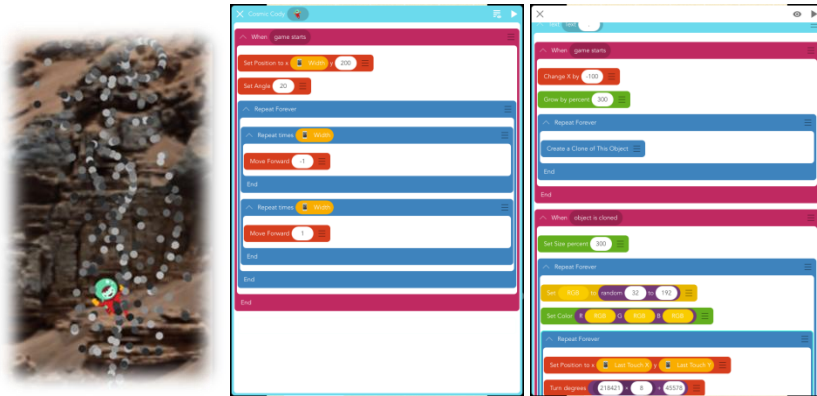 Cosmic Cody
When game starts
Set Position to x Width y 200
Set Angle 20
Repeat Forever
Repeat times Width
Move Forward -1
End
Repeat times Width
Move Forward 1
End
End
End
When game starts
Change X by -100
Grow by percent 300
Repeat Forever
Create a Clone of This Object
End
End
When object is cloned
Set Size percent 300
Repeat Forever
Set RGB to random 32 to 192
Set Color R RGB G RGB B RGB
Repeat Forever
Set Position to x Last Touch X y Last Touch Y
Turn degrees 218421 × 8 + 45578